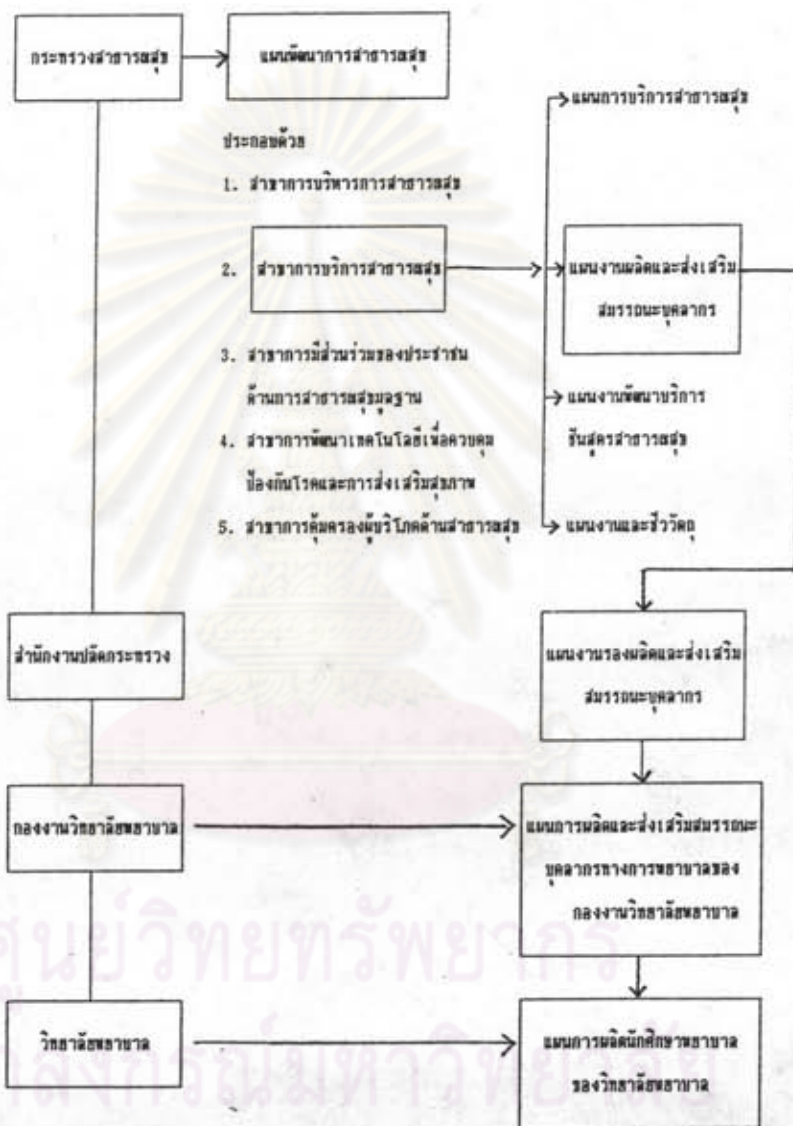 กระทรวงสาธารณสุข
แผนพัฒนาการสาธารณสุข
แผนการบริการสาธารณสุข
ประกอบด้วย
1. สาขาการบริหารการสาธารณสุข
2. สาขาการบริการสาธารณสุข
แผนงานผลิตและส่งเสริม
สมรรถนะบุคลากร
3. สาขาการมีส่วนร่วมของประชาชน
ด้านการสาธารณสุขมูลฐาน
แผนงานพัฒนาบริการ
ชันสูตรสาธารณสุข
4. สาขาการพัฒนาเทคโนโลยีเพื่อควบคุม
ป้องกันโรคและการส่งเสริมสุขภาพ
5. สาขาการคุ้มครองผู้บริโภคด้านสาธารณสุข
แผนงานและชีววัตถุ
สำนักงานปลัดกระทรวง
แผนงานรองผลิตและส่งเสริม
สมรรถนะบุคลากร
กองงานวิทยาลัยพยาบาล
แผนการผลิตและส่งเสริมสมรรถนะ
บุคลากรทางการพยาบาลของ
กองงานวิทยาลัยพยาบาล
วิทยาลัยพยาบาล
แผนการผลิตนักศึกษาพยาบาล
ของวิทยาลัยพยาบาล
ศูนย์วิทยทรัพยากร
ฬาลงกรณ์มหาวิทยาลัย